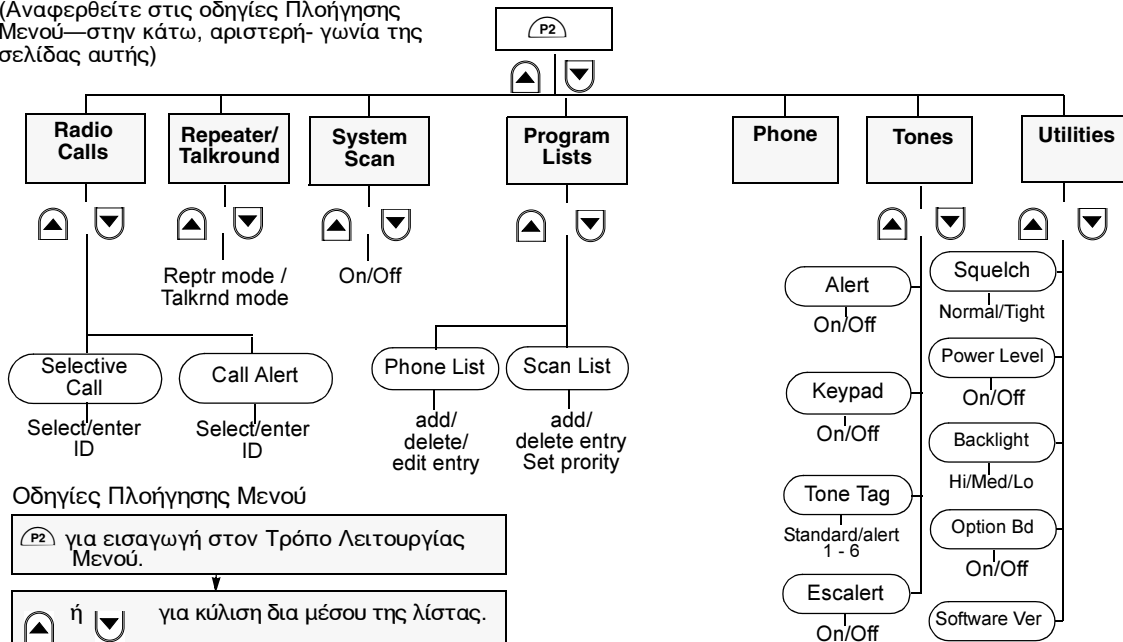 (Αναφερθείτε στις οδηγίες Πλοήγησης
Μενού—στην κάτω, αριστερή- γωνία της
σελίδας αυτής)
P2
Radio
Calls
Repeater/
Talkround
System
Scan
Program
Lists
Phone
Tones
Utilities
Reptr mode /
Talkrnd mode
On/Off
Selective
Call
Select/enter
ID
Call Alert
Select/enter
ID
Phone List
add/
delete/
edit entry
Scan List
add/
delete entry
Set prority
Alert
On/Off
Keypad
On/Off
Tone Tag
Standard/alert
1 - 6
Escalert
On/Off
Squelch
Normal/Tight
Power Level
On/Off
Backlight
Hi/Med/Lo
Option Bd
On/Off
Software Ver
Οδηγίες Πλοήγησης Μενού
P2 για εισαγωγή στον Τρόπο Λειτουργίας
Μενού.
ή για κύλιση δια μέσου της λίστας.